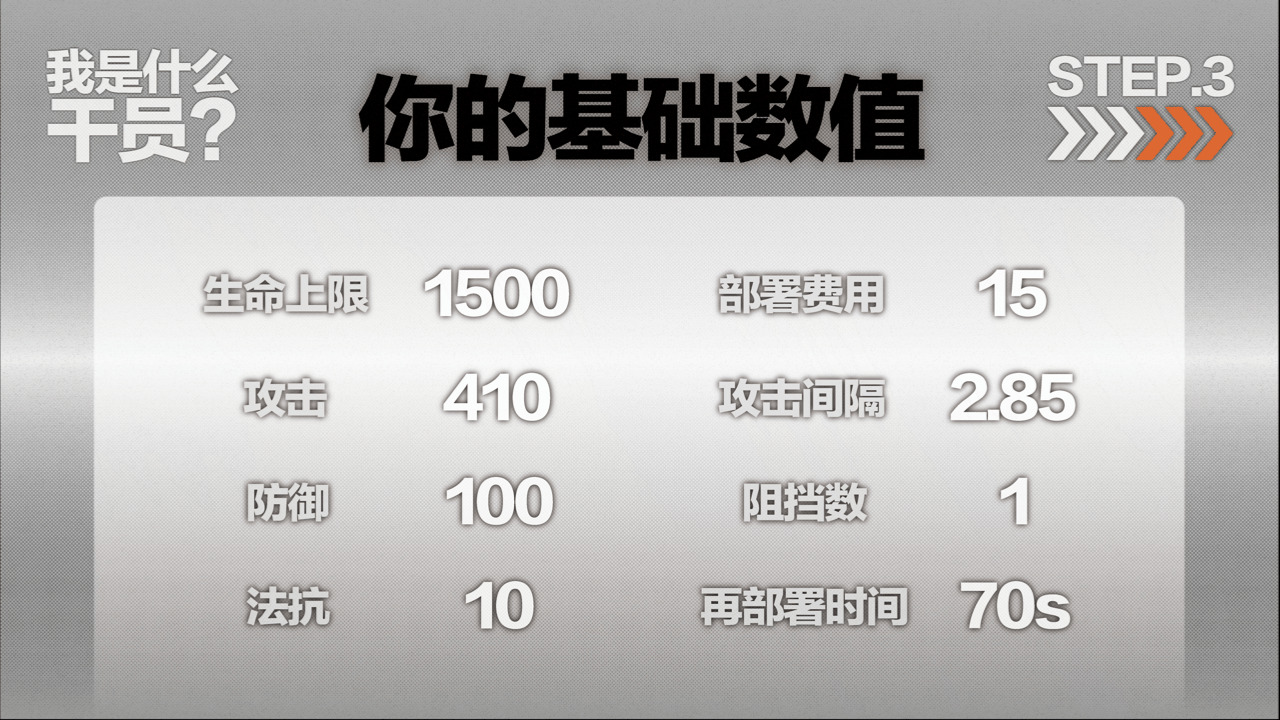 我是什么
干员?
你的基础数值
STEP.3
生命上限 1500
部署费用 15
攻击 410
攻击间隔 2.85
防御 100
阻挡数 1
法抗 10
再部署时间 70s